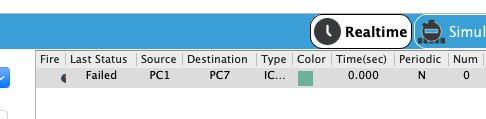 Realtime Simul
Fire Last Status Source Destination Type Color Time(sec) Periodic Num
Failed PC1 PC7 IC... 0.000 N 0